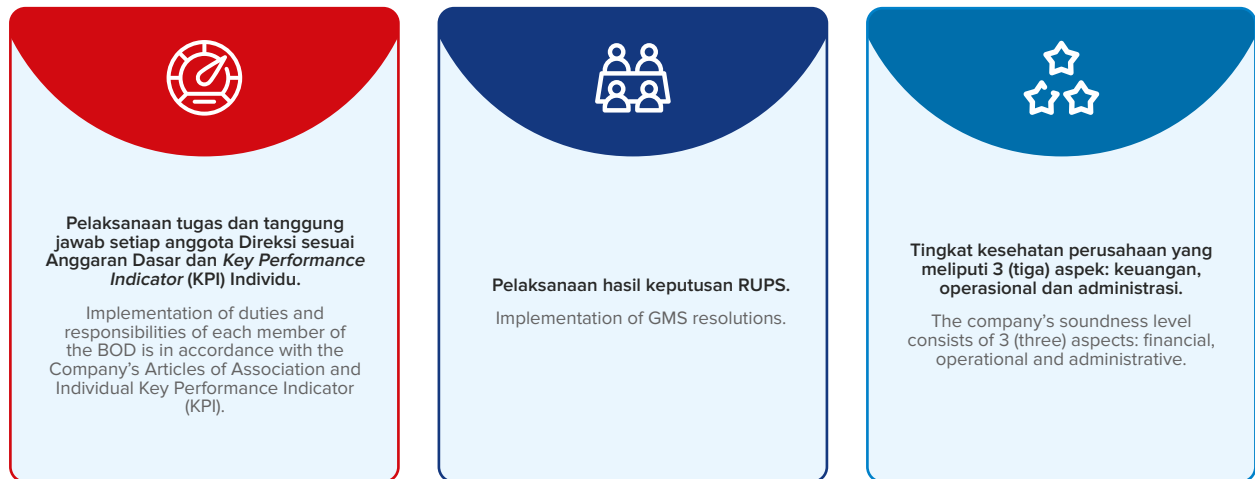 Pelaksanaan tugas dan tanggung
jawab setiap anggota Direksi sesuai
Anggaran Dasar dan Key Performance
Indicator (KPI) Individu.
Implementation of duties and
responsibilities of each member of
the BOD is in accordance with the
Company’s Articles of Association and
Individual Key Performance Indicator
(KPI).
Pelaksanaan hasil keputusan RUPS.
Implementation of GMS resolutions.
Tingkat kesehatan perusahaan yang
meliputi 3 (tiga) aspek: keuangan,
operasional dan administrasi.
The company’s soundness level
consists of 3 (three) aspects: financial,
operational and administrative.